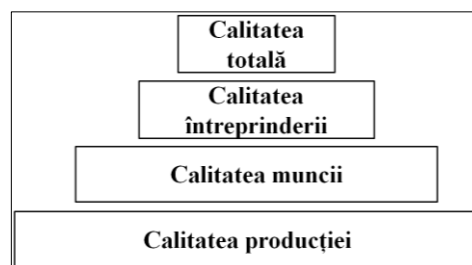 Calitatea
totală
Calitatea
întreprinderii
Calitatea muncii
Calitatea producției